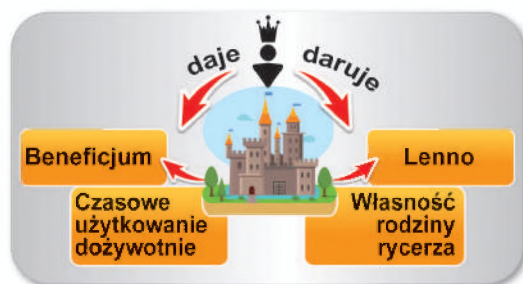 daje daruje
Beneficjum
Lenno
Czasowe
użytkowanie
dożywotnie
Własność
rodziny
rycerza